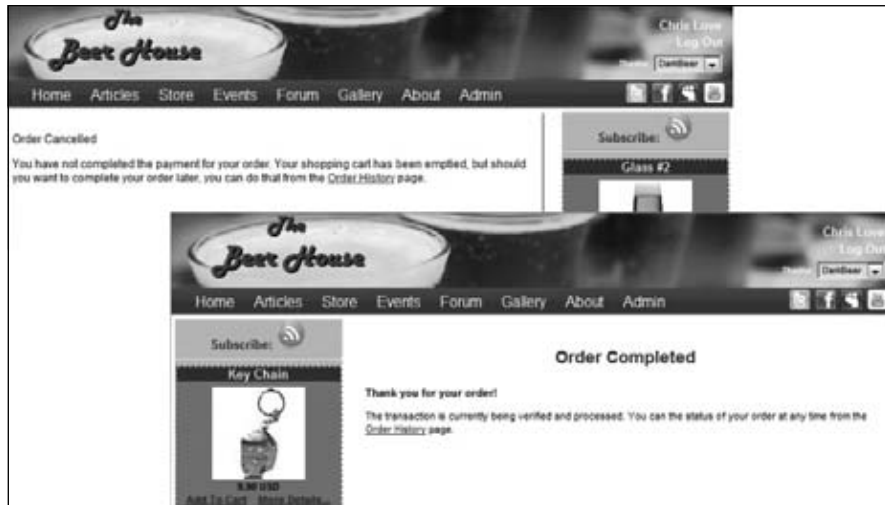 The
Beer House
Chris Love
Log Out
Theme: DarkBeer
Home Articles Store Events Forum Gallery About Admin
Order Cancelled
You have not completed the payment for your order. Your shopping cart has been emptied, but should
you want to complete your order later, you can do that from the Order History page.
Subscribe:
Glass #2
The
Beer House
Chris Love
Log Out
Theme: DarkBeer
Home Articles Store Events Forum Gallery About Admin
Subscribe:
Key Chain
9.90 USD
Add To Cart More Details...
Order Completed
Thank you for your order!
The transaction is currently being verified and processed. You can the status of your order at any time from the
Order History page.